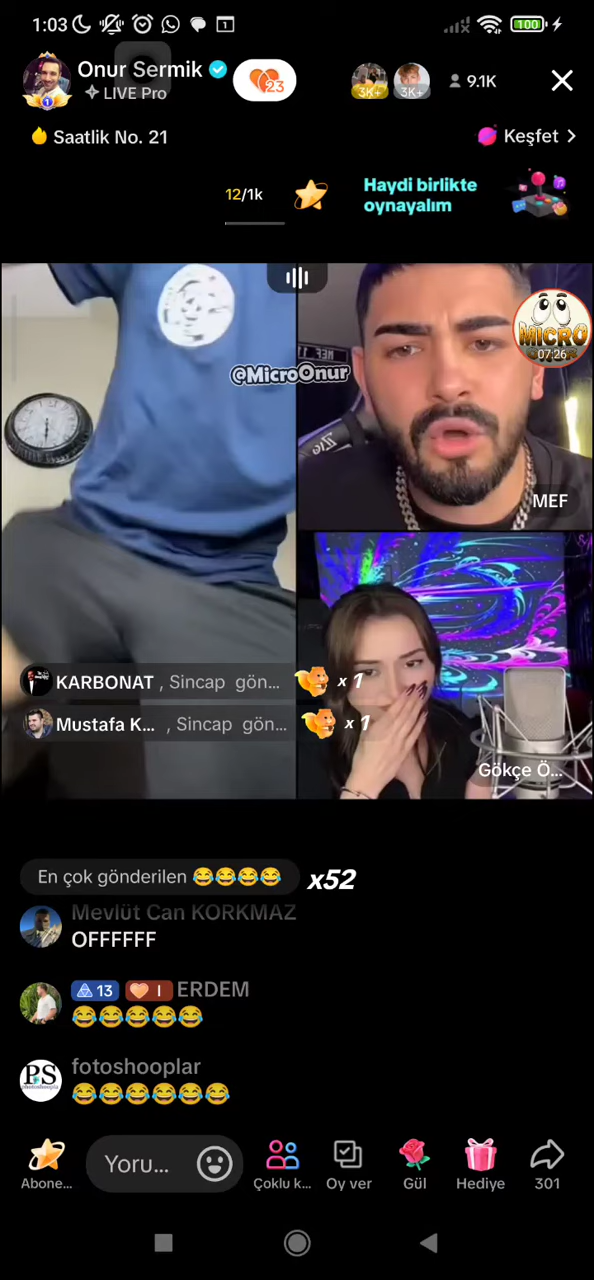 1:03
100
Onur Sermik
LIVE Pro
23
3K+
3K+
9.1K
Saatlik No. 21
Keşfet
12/1k
Haydi birlikte
oynayalım
@MicroOnur
MICRO
07:26
MEF
KARBONAT , Sincap gön... x 1
Mustafa K... , Sincap gön... x 1
Gökçe Ö...
En çok gönderilen 😂😂😂😂 x52
Mevlüt Can KORKMAZ
OFFFFFF
13 I ERDEM
😂😂😂😂😂
PS
fotoshooplar
😂😂😂😂😂😂
Yoru...
Abone...
Çoklu k...
Oy ver
Gül
Hediye
301